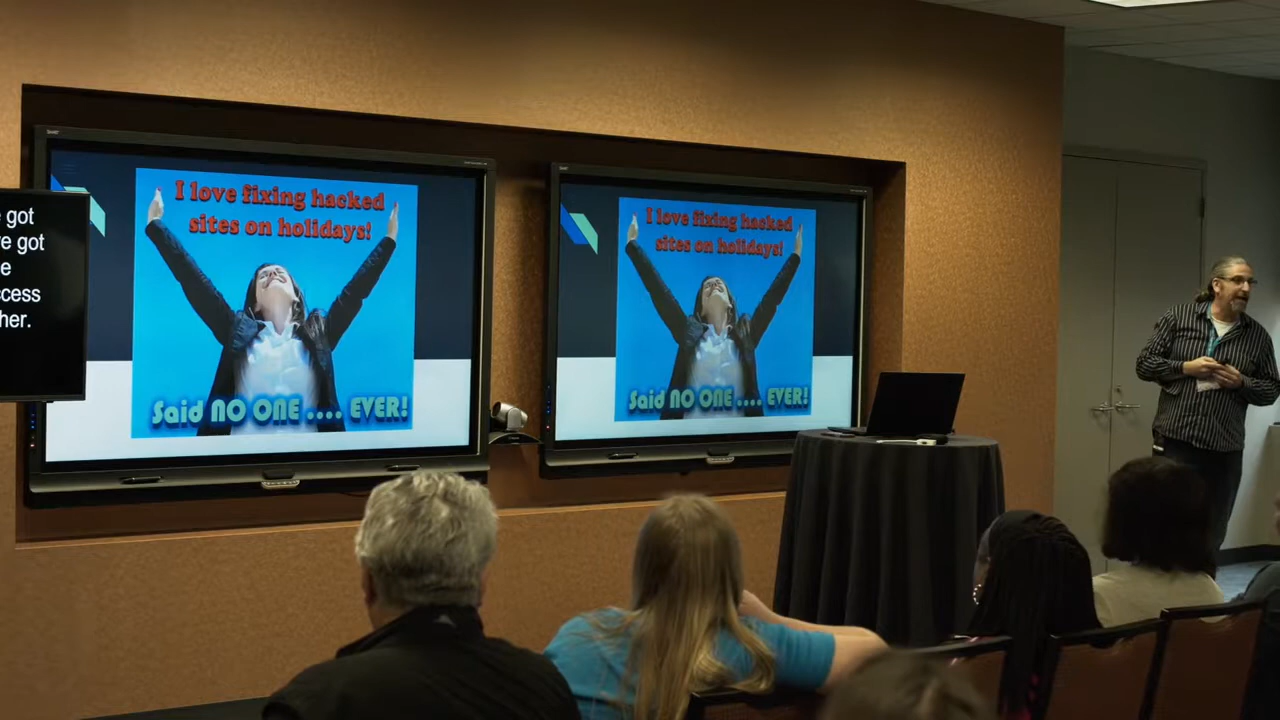 got
ve got
e
ccess
her.
I love fixing hacked
sites on holidays!
Said NO ONE .... EVER!
I love fixing hacked
sites on holidays!
Said NO ONE .... EVER!